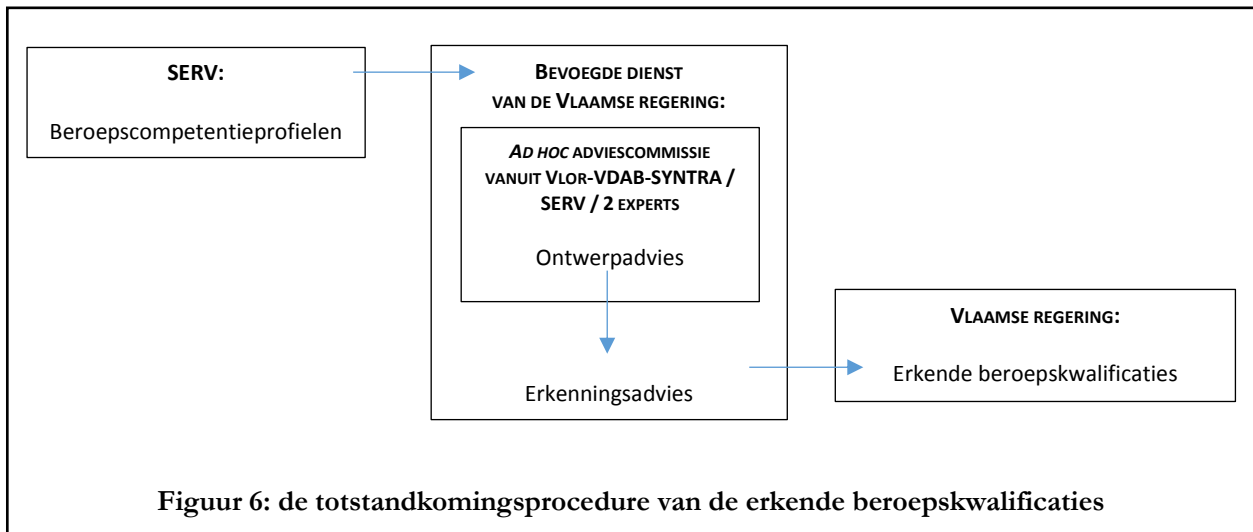 SERV:
Beroepscompetentieprofielen
BEVOEGDE DIENST
VAN DE VLAAMSE REGERING:
AD HOC ADVIESCOMMISSIE
VANUIT VLOR-VDAB-SYNTRA /
SERV / 2 EXPERTS
Ontwerpadvies
Erkenningsadvies
VLAAMSE REGERING:
Erkende beroepskwalificaties
Figuur 6: de totstandkomingsprocedure van de erkende beroepskwalificaties